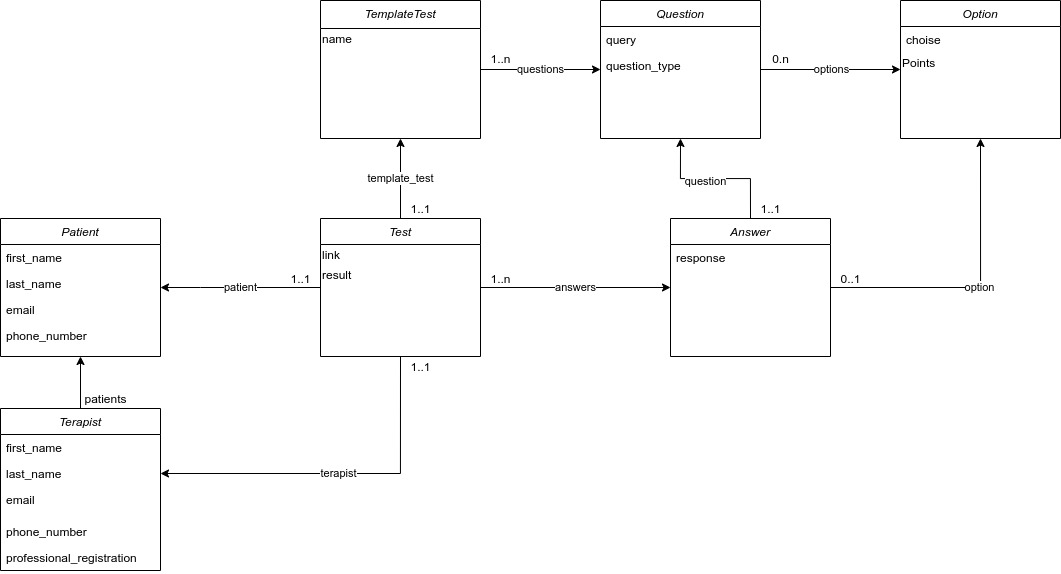 TemplateTest
name
Question
query
question_type
Option
choise
Points
1..n
questions
0.n
options
template_test
1..1
question
1..1
Patient
first_name
last_name
email
phone_number
1..1
patient
Test
link
result
1..n
answers
Answer
response
0..1
option
1..1
patients
Terapist
first_name
last_name
email
phone_number
professional_registration
terapist